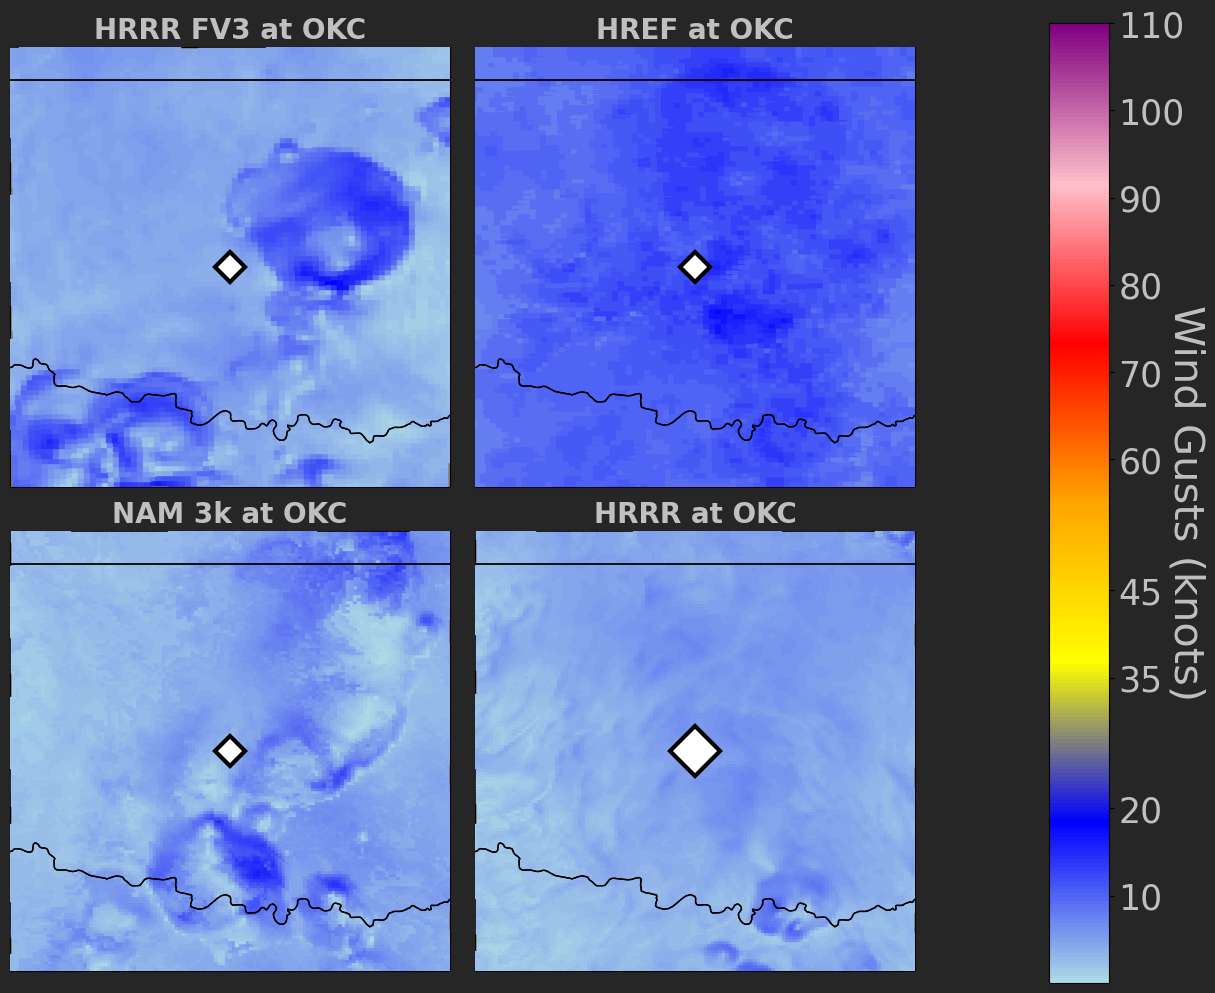 HRRR FV3 at OKC
HREF at OKC
NAM 3k at OKC
HRRR at OKC
110
100
90
80
70
60
45
35
20
10
Wind Gusts (knots)